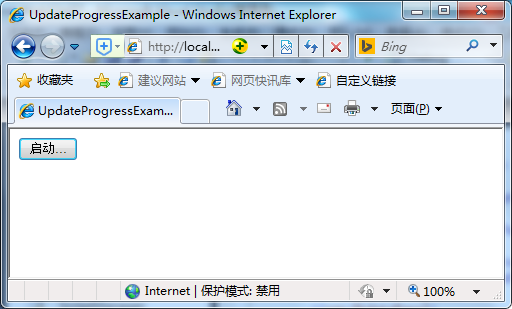 UpdateProgressExample - Windows Internet Explorer
http://local... Bing
收藏夹 建议网站 网页快讯库 自定义链接
UpdateProgressExam... 页面(P)
启动...
Internet | 保护模式: 禁用 100%